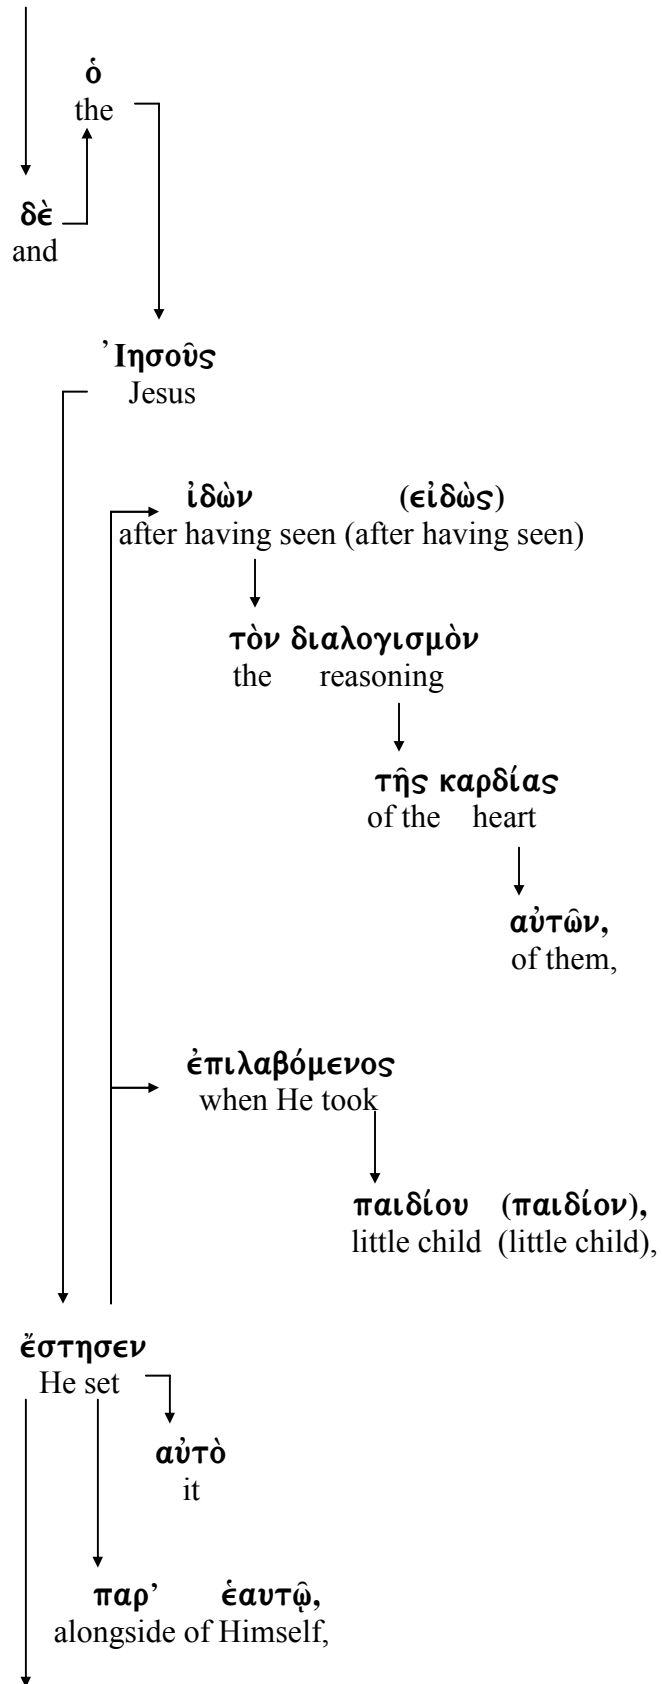 ὁ
the
δὲ
and
᾿Ιησοῦς
Jesus
ἰδὼν (εἰδὼς)
after having seen (after having seen)
τὸν διαλογισμὸν
the reasoning
τῆς καρδίας
of the heart
αὐτῶν,
of them,
ἐπιλαβόμενος
when He took
παιδίου (παιδίον),
little child (little child),
ἔστησεν
He set
αὐτὸ
it
παρ’ ἑαυτῷ,
alongside of Himself,